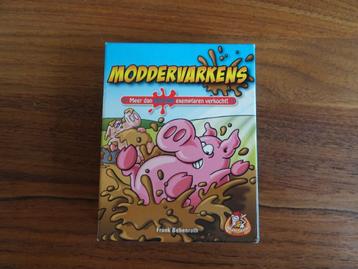 MODDERVARKENS
Meer dan exemplaren verkocht!
Frank Bebenroth